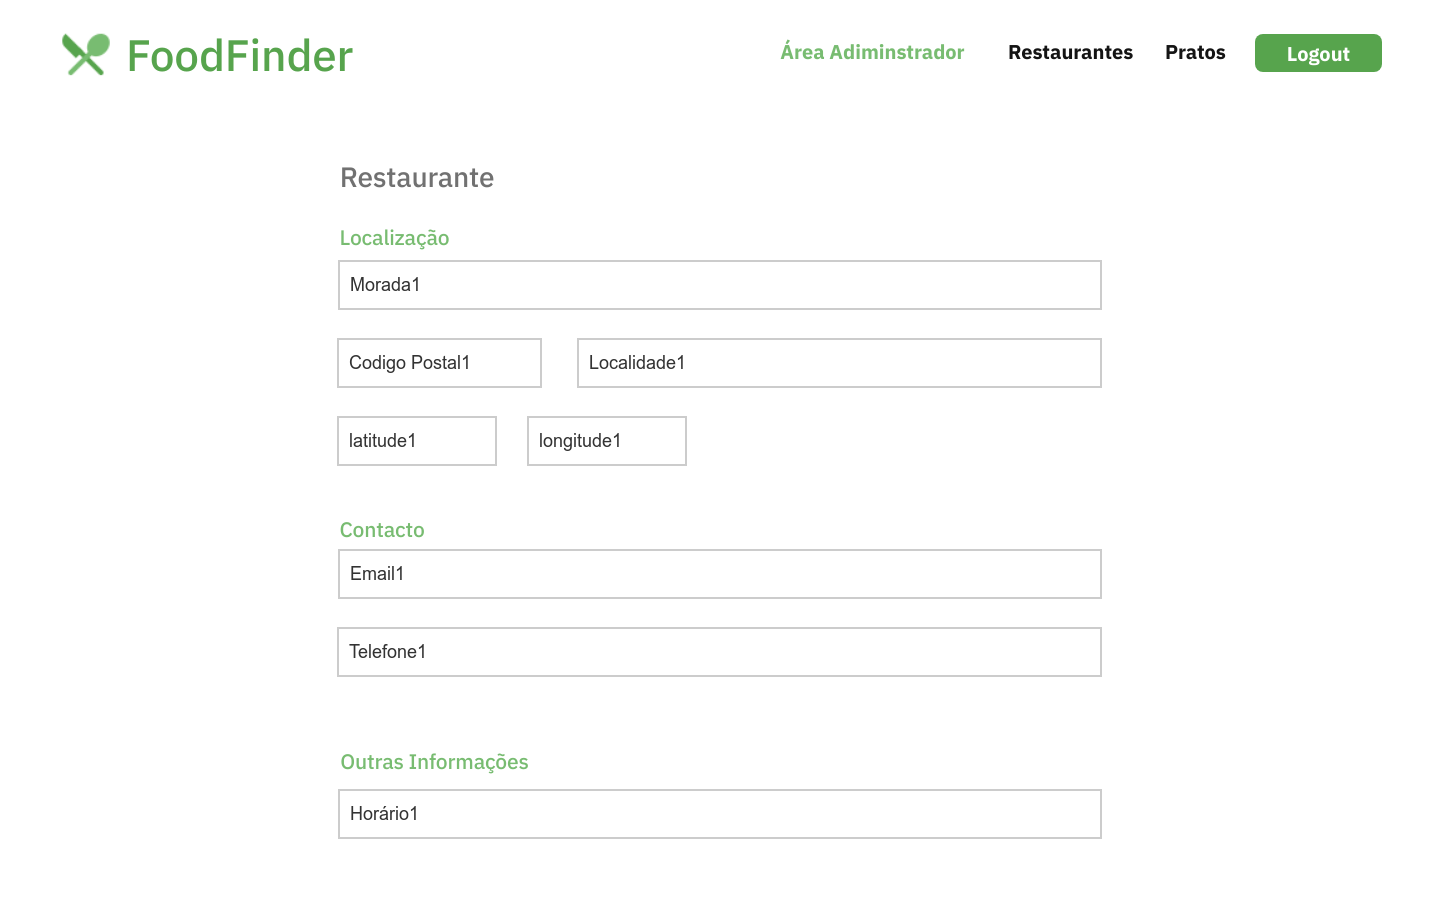 FoodFinder
Área Adiminstrador Restaurantes Pratos Logout
Restaurante
Localização
Morada1
Codigo Postal1 Localidade1
latitude1 longitude1
Contacto
Email1
Telefone1
Outras Informações
Horário1